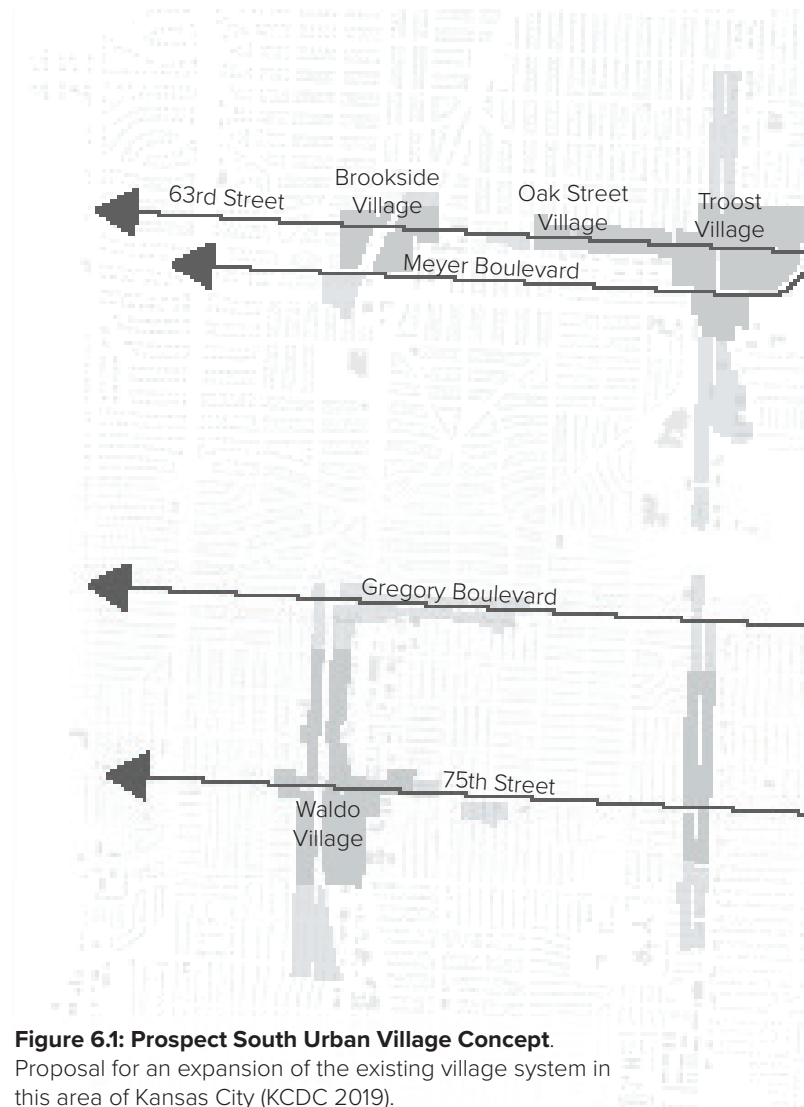 63rd Street
Brookside
Village
Oak Street
Village
Troost
Village
Meyer Boulevard
Gregory Boulevard
75th Street
Waldo
Village
Figure 6.1: Prospect South Urban Village Concept.
Proposal for an expansion of the existing village system in
this area of Kansas City (KCDC 2019).